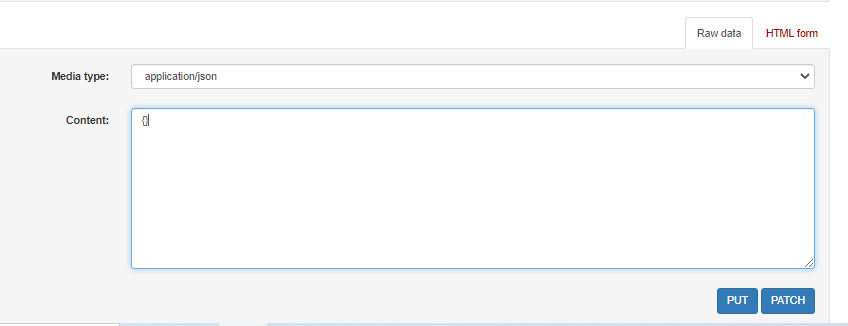 Raw data HTML form
Media type: application/json
Content: {}
PUT PATCH